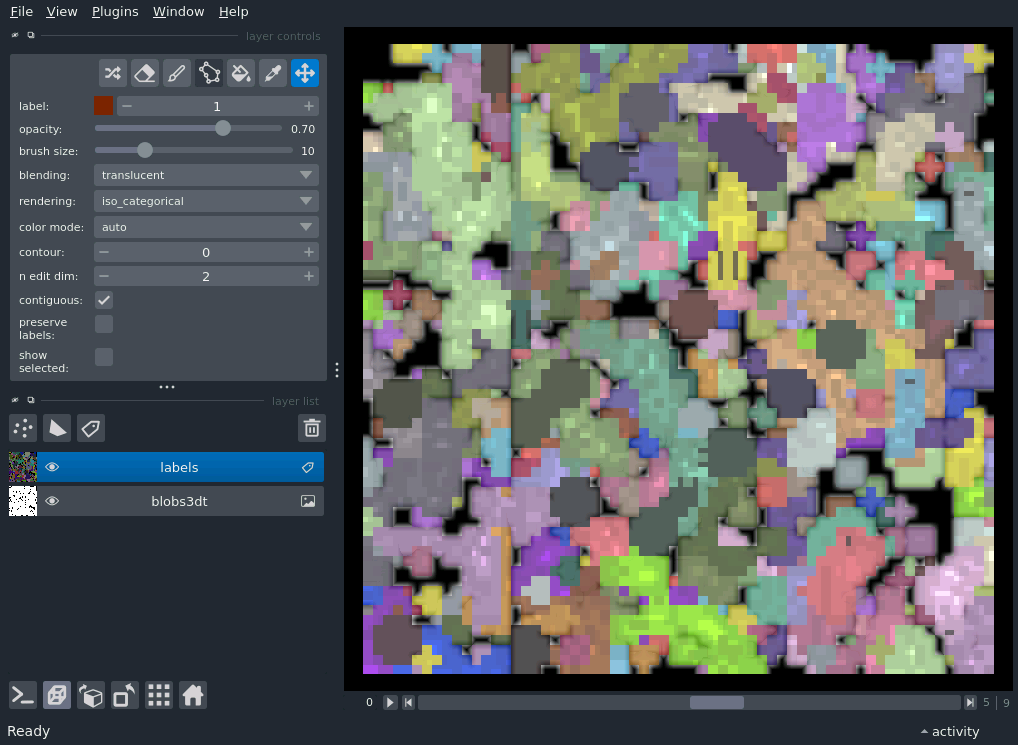 File View Plugins Window Help
layer controls
label: 1
opacity: 0.70
brush size: 10
blending: translucent
rendering: iso_categorical
color mode: auto
contour: 0
n edit dim: 2
contiguous:
preserve
labels:
show
selected:
layer list
labels
blobs3dt
0 5 9
Ready activity